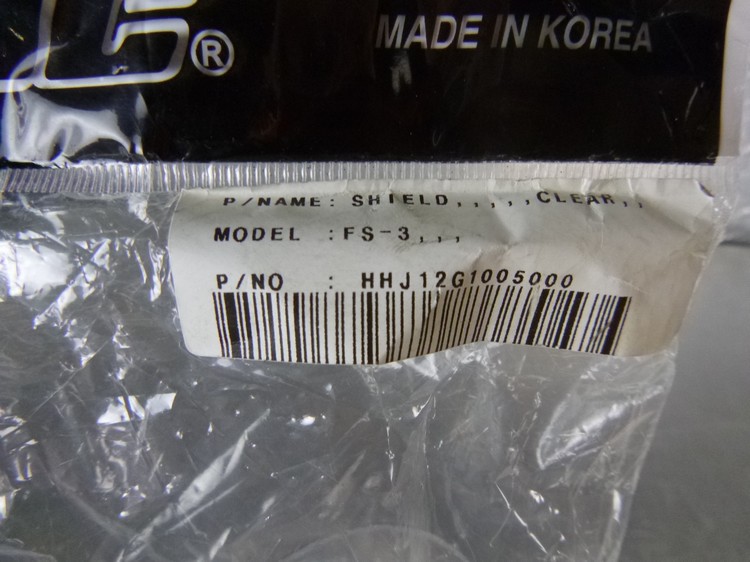 ®
MADE IN KOREA
P/NAME: SHIELD,,,,,CLEAR,,
MODEL :FS-3,,,
P/NO : HHJ12G1005000